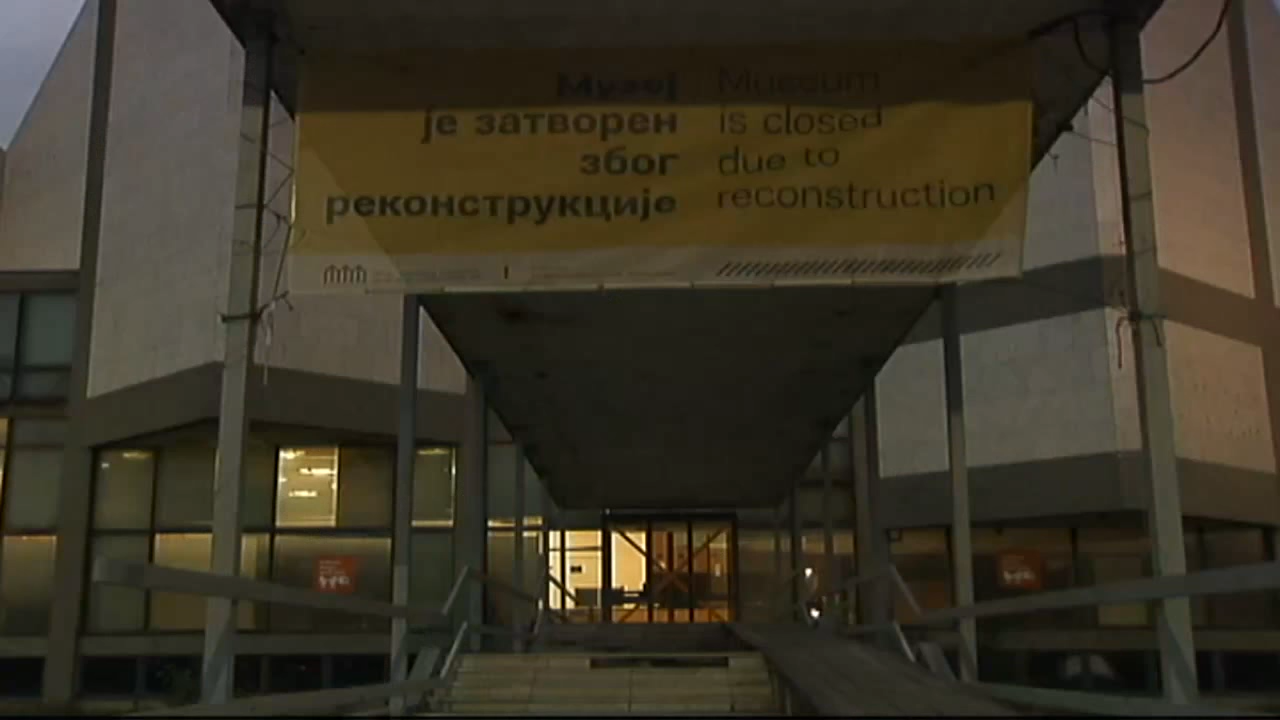 Музеј
је затворен
због
реконструкције
Museum
is closed
due to
reconstruction